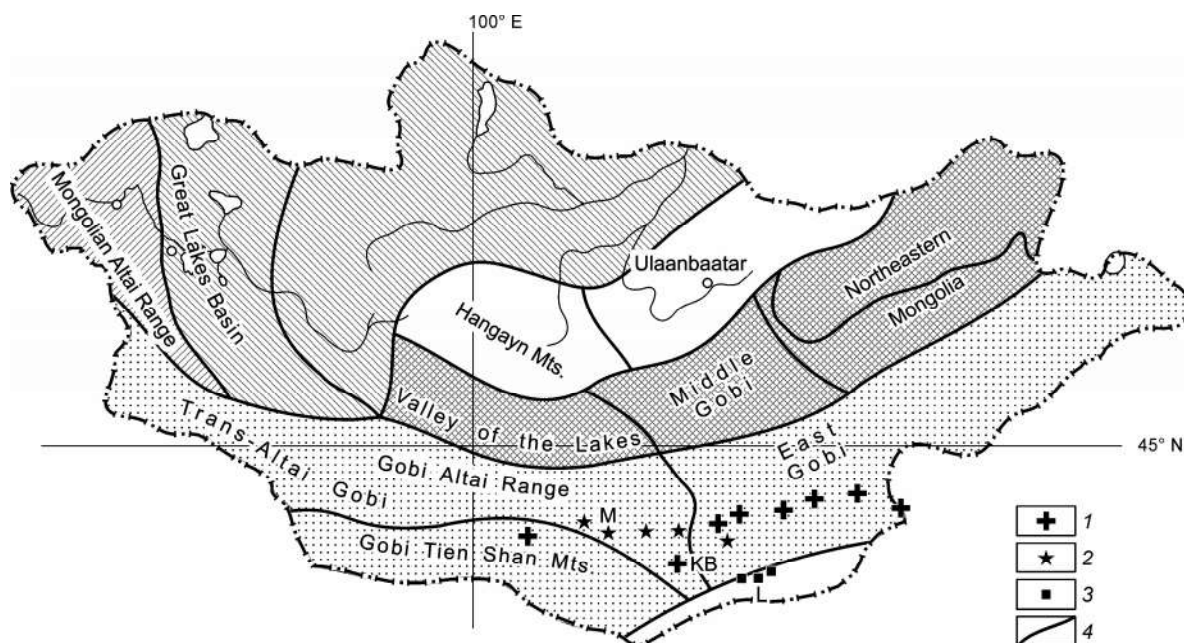 100° E
Mongolian Altai Range
Great Lakes Basin
Ulaanbaatar
Northeastern
Mongolia
Hangayn Mts.
Middle
Gobi
Valley of the Lakes
East
Gobi
45° N
Trans-Altai Gobi
Gobi Altai Range
M
Gobi Tien Shan Mts.
KB
L
1
2
3
4